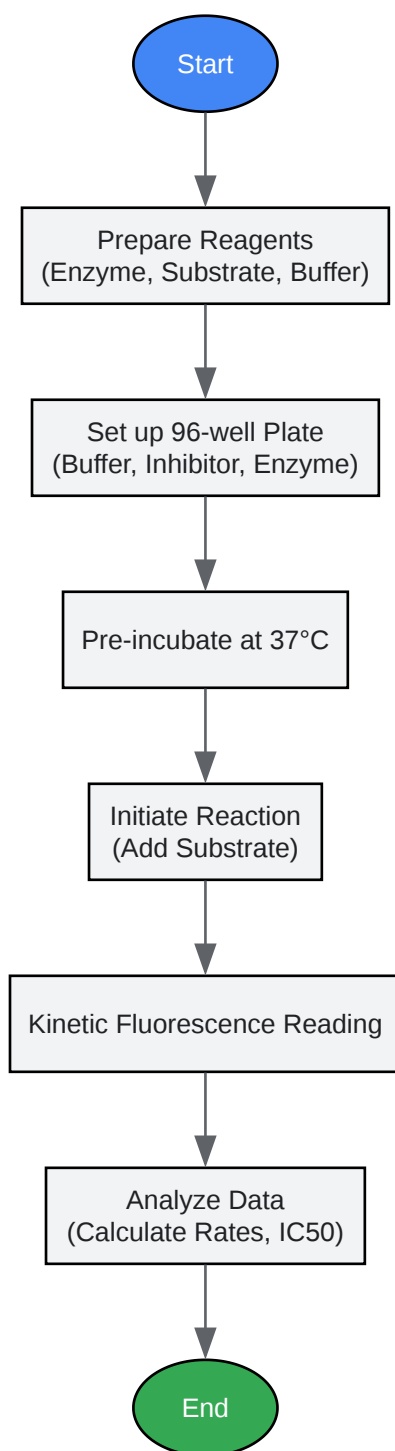 Start
Prepare Reagents
(Enzyme, Substrate, Buffer)
Set up 96-well Plate
(Buffer, Inhibitor, Enzyme)
Pre-incubate at 37°C
Initiate Reaction
(Add Substrate)
Kinetic Fluorescence Reading
Analyze Data
(Calculate Rates, IC50)
End